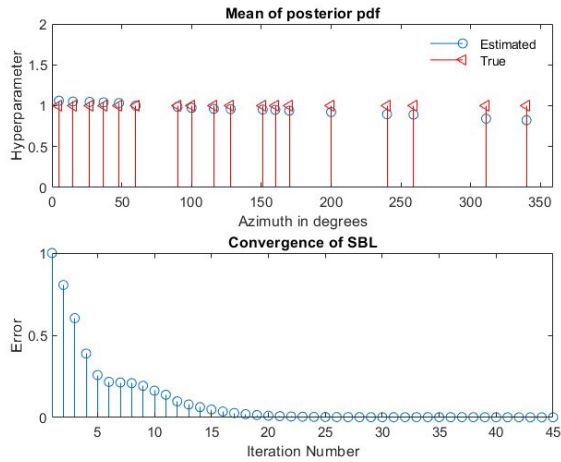 Mean of posterior pdf
2
1.5
1
0.5
0
Hyperparameter
Estimated
True
0 50 100 150 200 250 300 350
Azimuth in degrees
Convergence of SBL
1
0.5
0
Error
5 10 15 20 25 30 35 40 45
Iteration Number